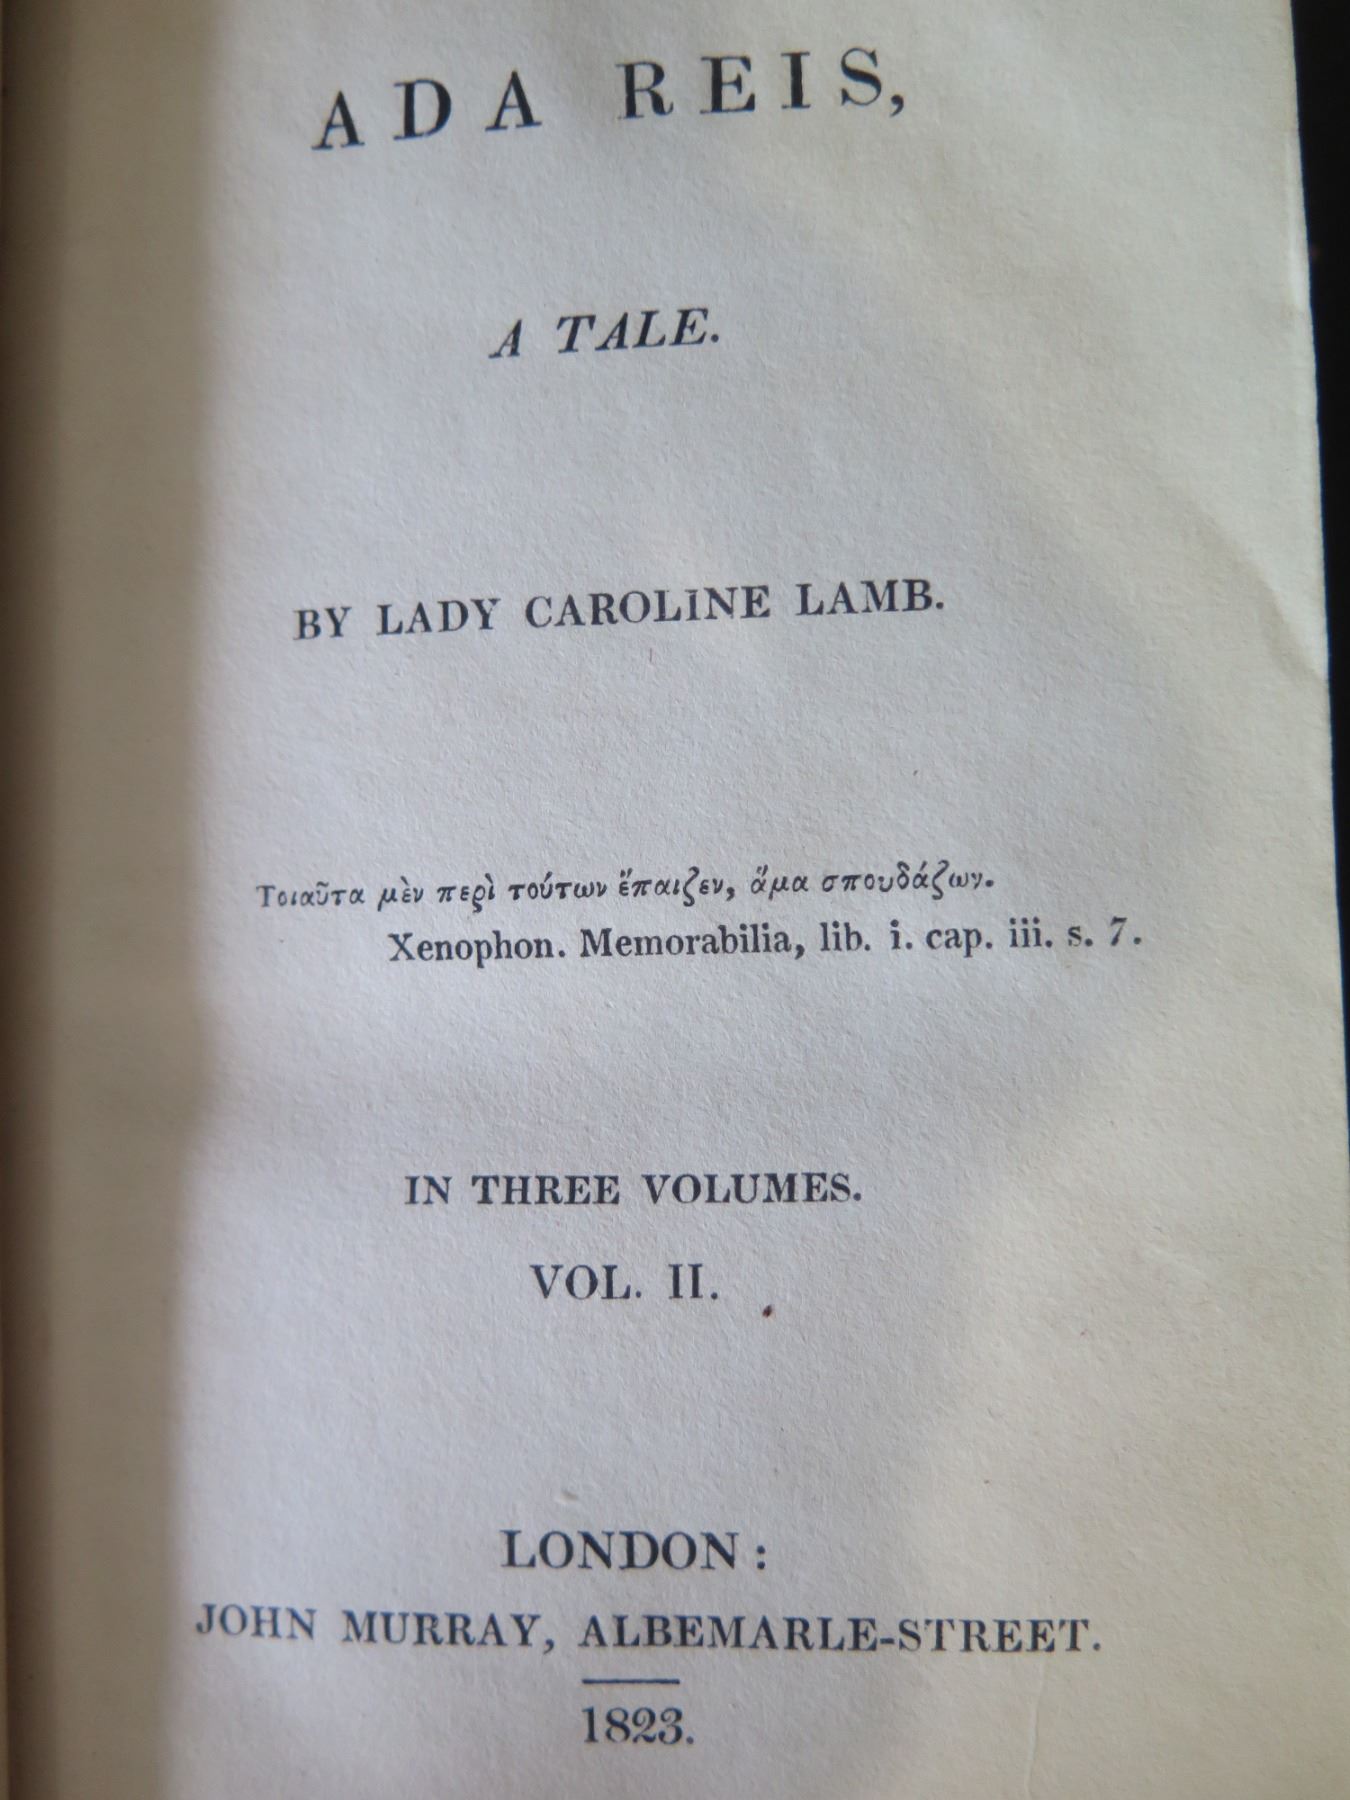 ADA REIS,
A TALE.
BY LADY CAROLINE LAMB.
Τοιαῦτα μὲν περὶ τούτων ἔπαιζεν, ἅμα σπουδάζων.
Xenophon. Memorabilia, lib. i. cap. iii. s. 7.
IN THREE VOLUMES.
VOL. II.
LONDON:
JOHN MURRAY, ALBEMARLE-STREET.
1823.